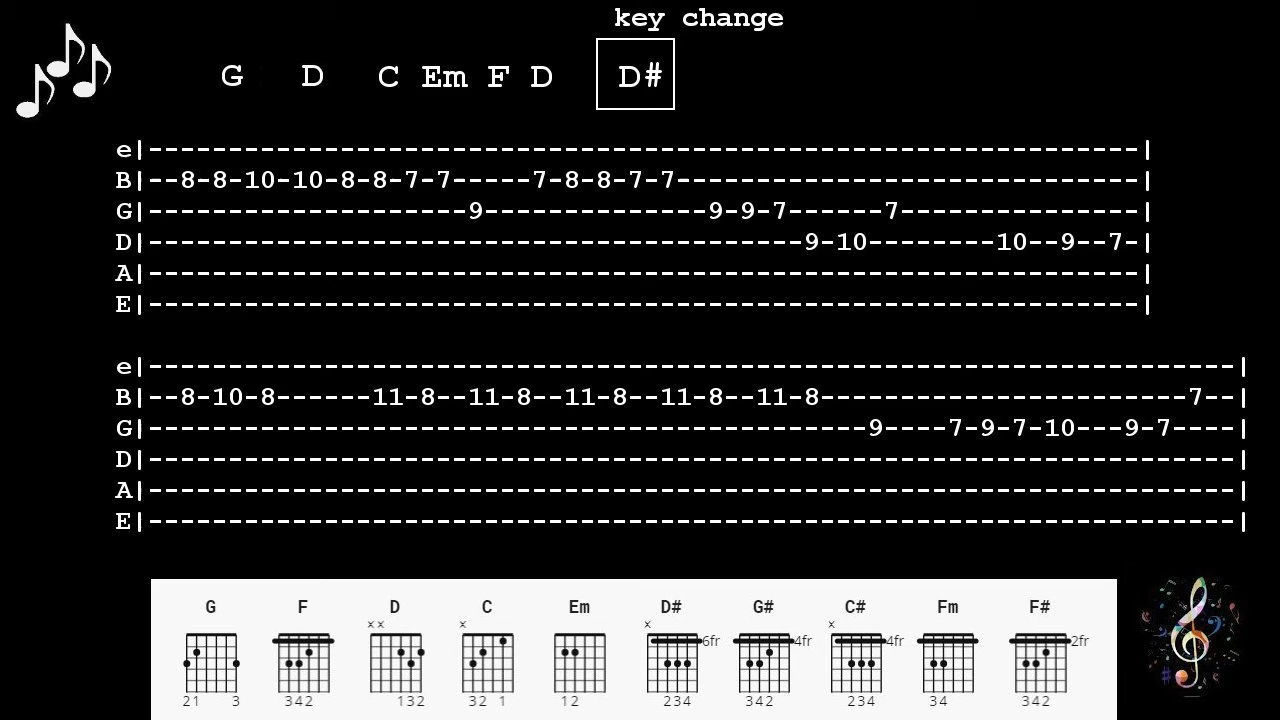 key change
G D C Em F D D#
e|--------------------------------------------------------------|
B|--8-8-10-10-8-8-7-7-----7-8-8-7-7-----------------------------|
G|--------------------9--------------9-9-7------7---------------|
D|-----------------------------------------9-10--------10--9--7-|
A|--------------------------------------------------------------|
E|--------------------------------------------------------------|
e|--------------------------------------------------------------------|
B|--8-10-8------11-8--11-8--11-8--11-8--11-8-----------------------7--|
G|---------------------------------------------9----7-9-7-10---9-7----|
D|--------------------------------------------------------------------|
A|--------------------------------------------------------------------|
E|--------------------------------------------------------------------|
G F D C Em D# G# C# Fm F#
x x x x x
6fr 4fr 4fr 2fr
21 3 342 132 32 1 12 234 342 234 34 342